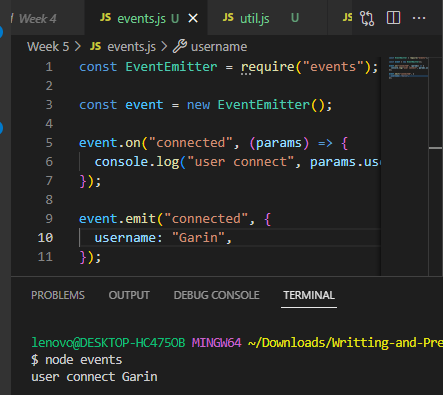 Week 4 JS events.js U × JS util.js U JS
Week 5 > JS events.js > username
1 const EventEmitter = require("events");
2
3 const event = new EventEmitter();
4
5 event.on("connected", (params) => {
6 console.log("user connect", params.use
7 });
8
9 event.emit("connected", {
10 username: "Garin",
11 });
PROBLEMS OUTPUT DEBUG CONSOLE TERMINAL
lenovo@DESKTOP-HC4750B MINGW64 ~/Downloads/Writting-and-Pre
$ node events
user connect Garin